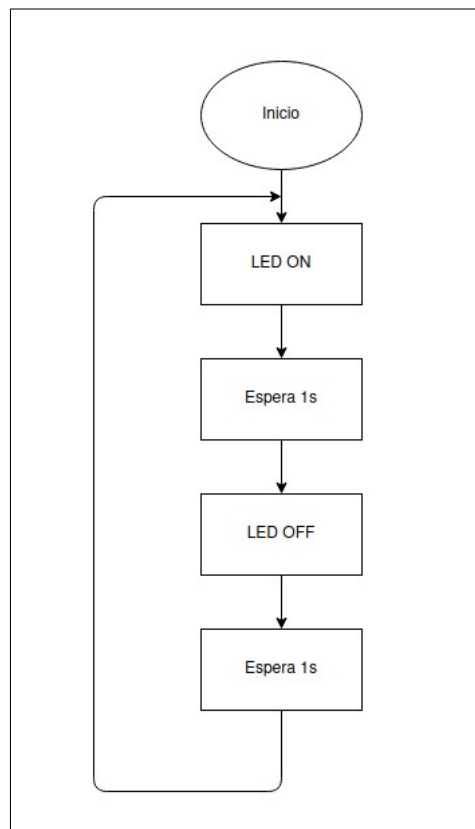 Inicio
LED ON
Espera 1s
LED OFF
Espera 1s